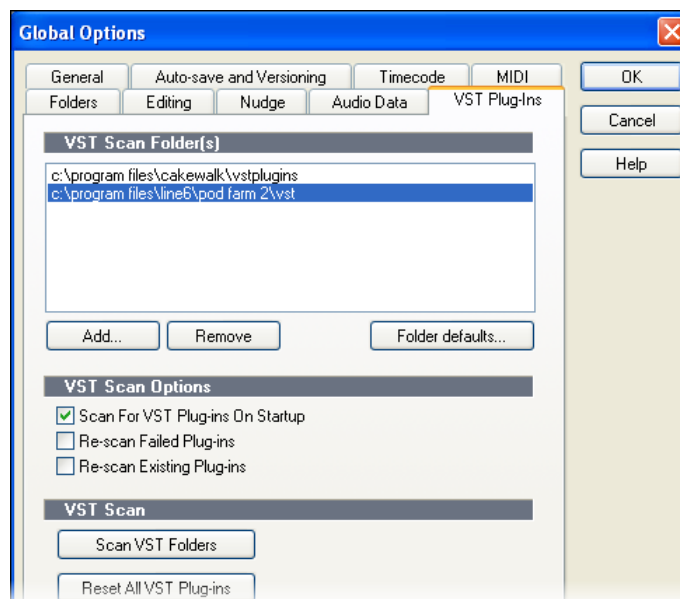 Global Options
General Auto-save and Versioning Timecode MIDI
Folders Editing Nudge Audio Data VST Plug-Ins
OK
Cancel
Help
VST Scan Folder(s)
c:\program files\cakewalk\vstplugins
c:\program files\line6\pod farm 2\vst
Add... Remove Folder defaults...
VST Scan Options
Scan For VST Plug-ins On Startup
Re-scan Failed Plug-ins
Re-scan Existing Plug-ins
VST Scan
Scan VST Folders
Reset All VST Plug-ins